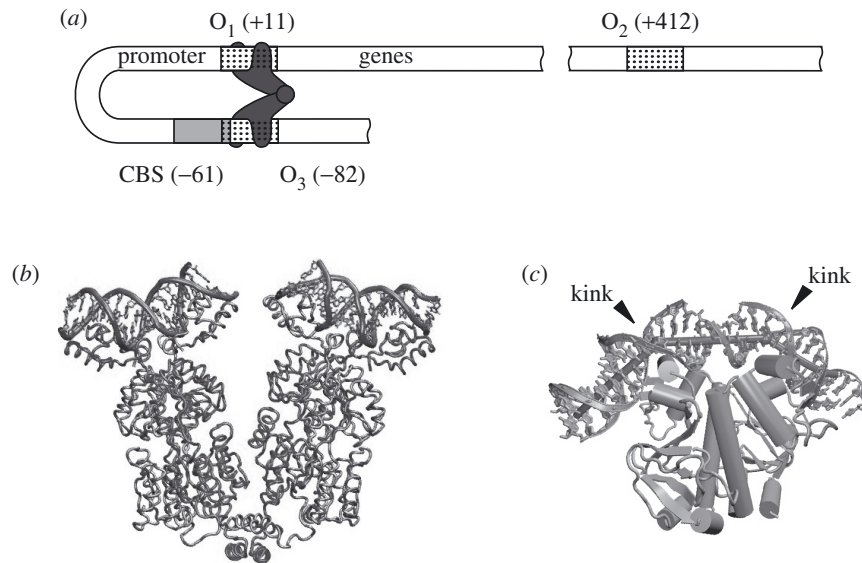 (a)
O1 (+11)
O2 (+412)
promoter
genes
CBS (−61)
O3 (−82)
(b)
(c)
kink
kink